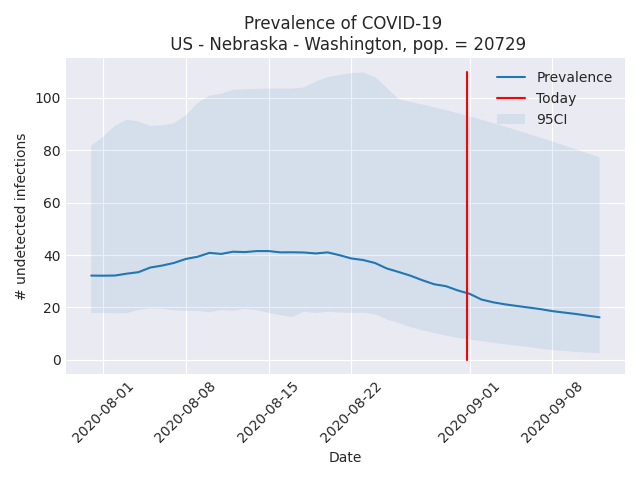 Prevalence of COVID-19
US - Nebraska - Washington, pop. = 20729
Prevalence
Today
95CI
# undetected infections
100
80
60
40
20
0
2020-08-01
2020-08-08
2020-08-15
2020-08-22
2020-09-01
2020-09-08
Date